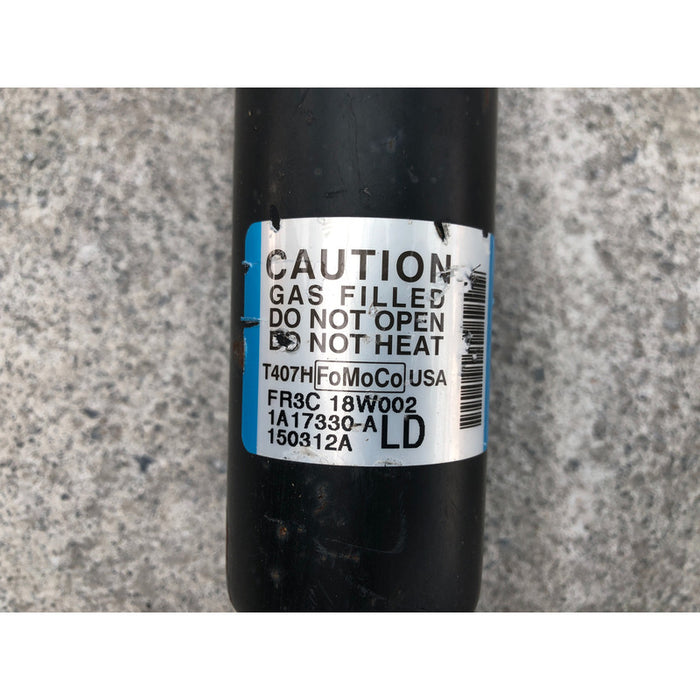 CAUTION
GAS FILLED
DO NOT OPEN
DO NOT HEAT
T407H FoMoCo USA
FR3C 18W002
1A17330-A LD
150312A